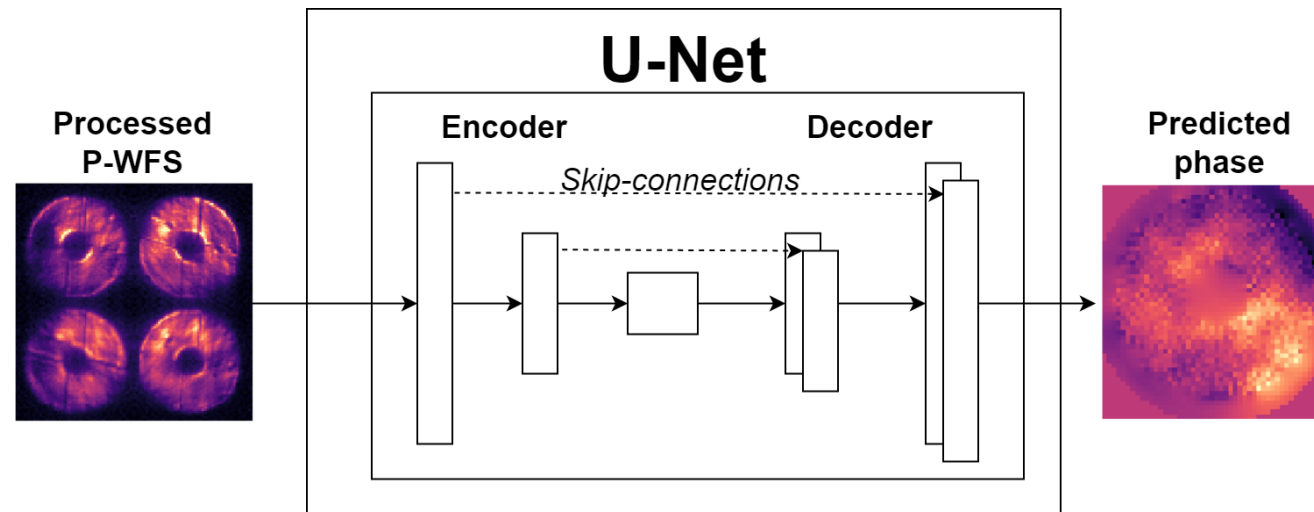 U-Net
Processed
P-WFS
Encoder
Decoder
Predicted
phase
Skip-connections